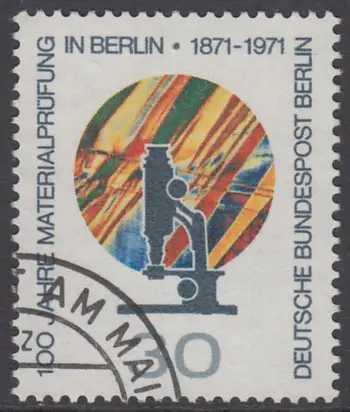 100 JAHRE MATERIALPRÜFUNG IN BERLIN • 1871-1971
DEUTSCHE BUNDESPOST BERLIN
30
AM MAI